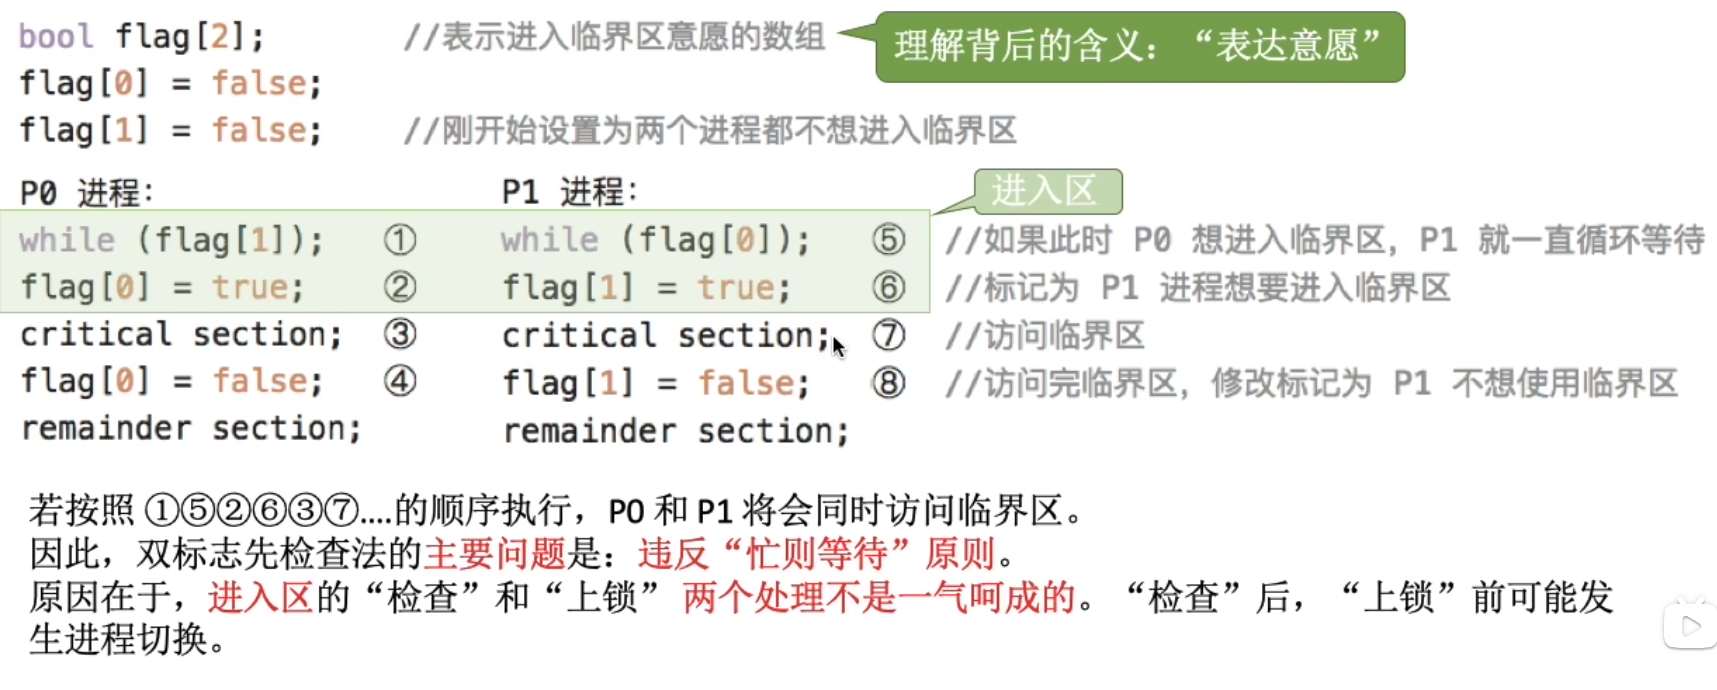 bool flag[2]; //表示进入临界区意愿的数组 理解背后的含义：“表达意愿”
flag[0] = false;
flag[1] = false; //刚开始设置为两个进程都不想进入临界区
P0 进程： P1 进程： 进入区
while (flag[1]); ① while (flag[0]); ⑤ //如果此时 P0 想进入临界区，P1 就一直循环等待
flag[0] = true; ② flag[1] = true; ⑥ //标记为 P1 进程想要进入临界区
critical section; ③ critical section; ⑦ //访问临界区
flag[0] = false; ④ flag[1] = false; ⑧ //访问完临界区，修改标记为 P1 不想使用临界区
remainder section; remainder section;
若按照 ①⑤②⑥③⑦....的顺序执行，P0 和 P1 将会同时访问临界区。
因此，双标志先检查法的主要问题是：违反“忙则等待”原则。
原因在于，进入区的“检查”和“上锁” 两个处理不是一气呵成的。“检查”后，“上锁”前可能发
生进程切换。